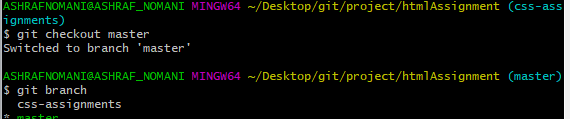 ASHRAFNOMANI@ASHRAF_NOMANI MINGW64 ~/Desktop/git/project/htmlAssignment (css-ass
ignments)
$ git checkout master
Switched to branch 'master'
ASHRAFNOMANI@ASHRAF_NOMANI MINGW64 ~/Desktop/git/project/htmlAssignment (master)
$ git branch
  css-assignments
* master